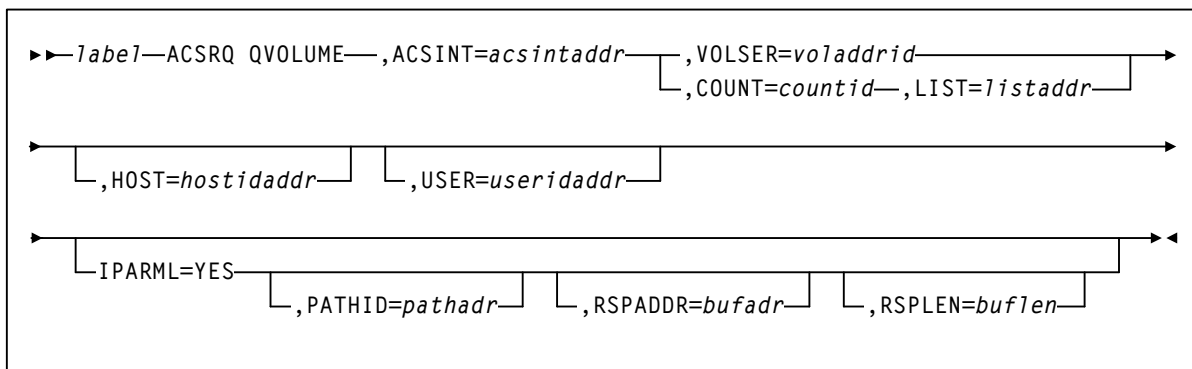 label ACSRQ QVOLUME ,ACSINT=acsintaddr ,VOLSER=voladdrid
,COUNT=countid ,LIST=listaddr
,HOST=hostidaddr ,USER=useridaddr
IPARML=YES
,PATHID=pathadr ,RSPADDR=bufadr ,RSPLEN=buflen